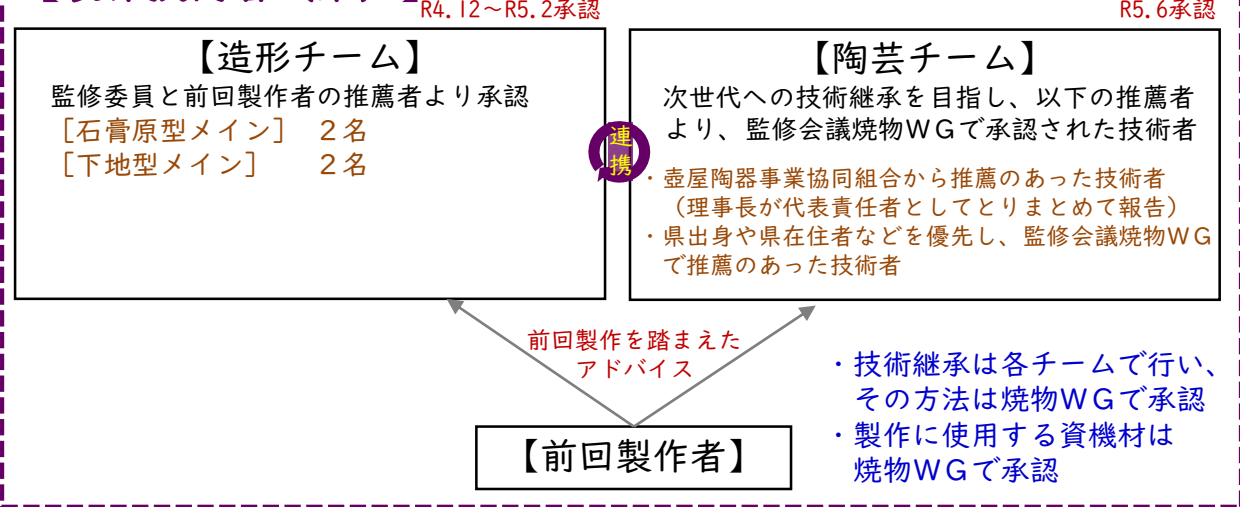 R4.12～R5.2承認
R5.6承認
【造形チーム】
監修委員と前回製作者の推薦者より承認
［石膏原型メイン］　２名
［下地型メイン］　　２名
連携
【陶芸チーム】
次世代への技術継承を目指し、以下の推薦者
より、監修会議焼物ＷＧで承認された技術者
・壺屋陶器事業協同組合から推薦のあった技術者
（理事長が代表責任者としてとりまとめて報告）
・県出身や県在住者などを優先し、監修会議焼物ＷＧ
で推薦のあった技術者
前回製作を踏まえた
アドバイス
【前回製作者】
・技術継承は各チームで行い、
その方法は焼物ＷＧで承認
・製作に使用する資機材は
焼物ＷＧで承認